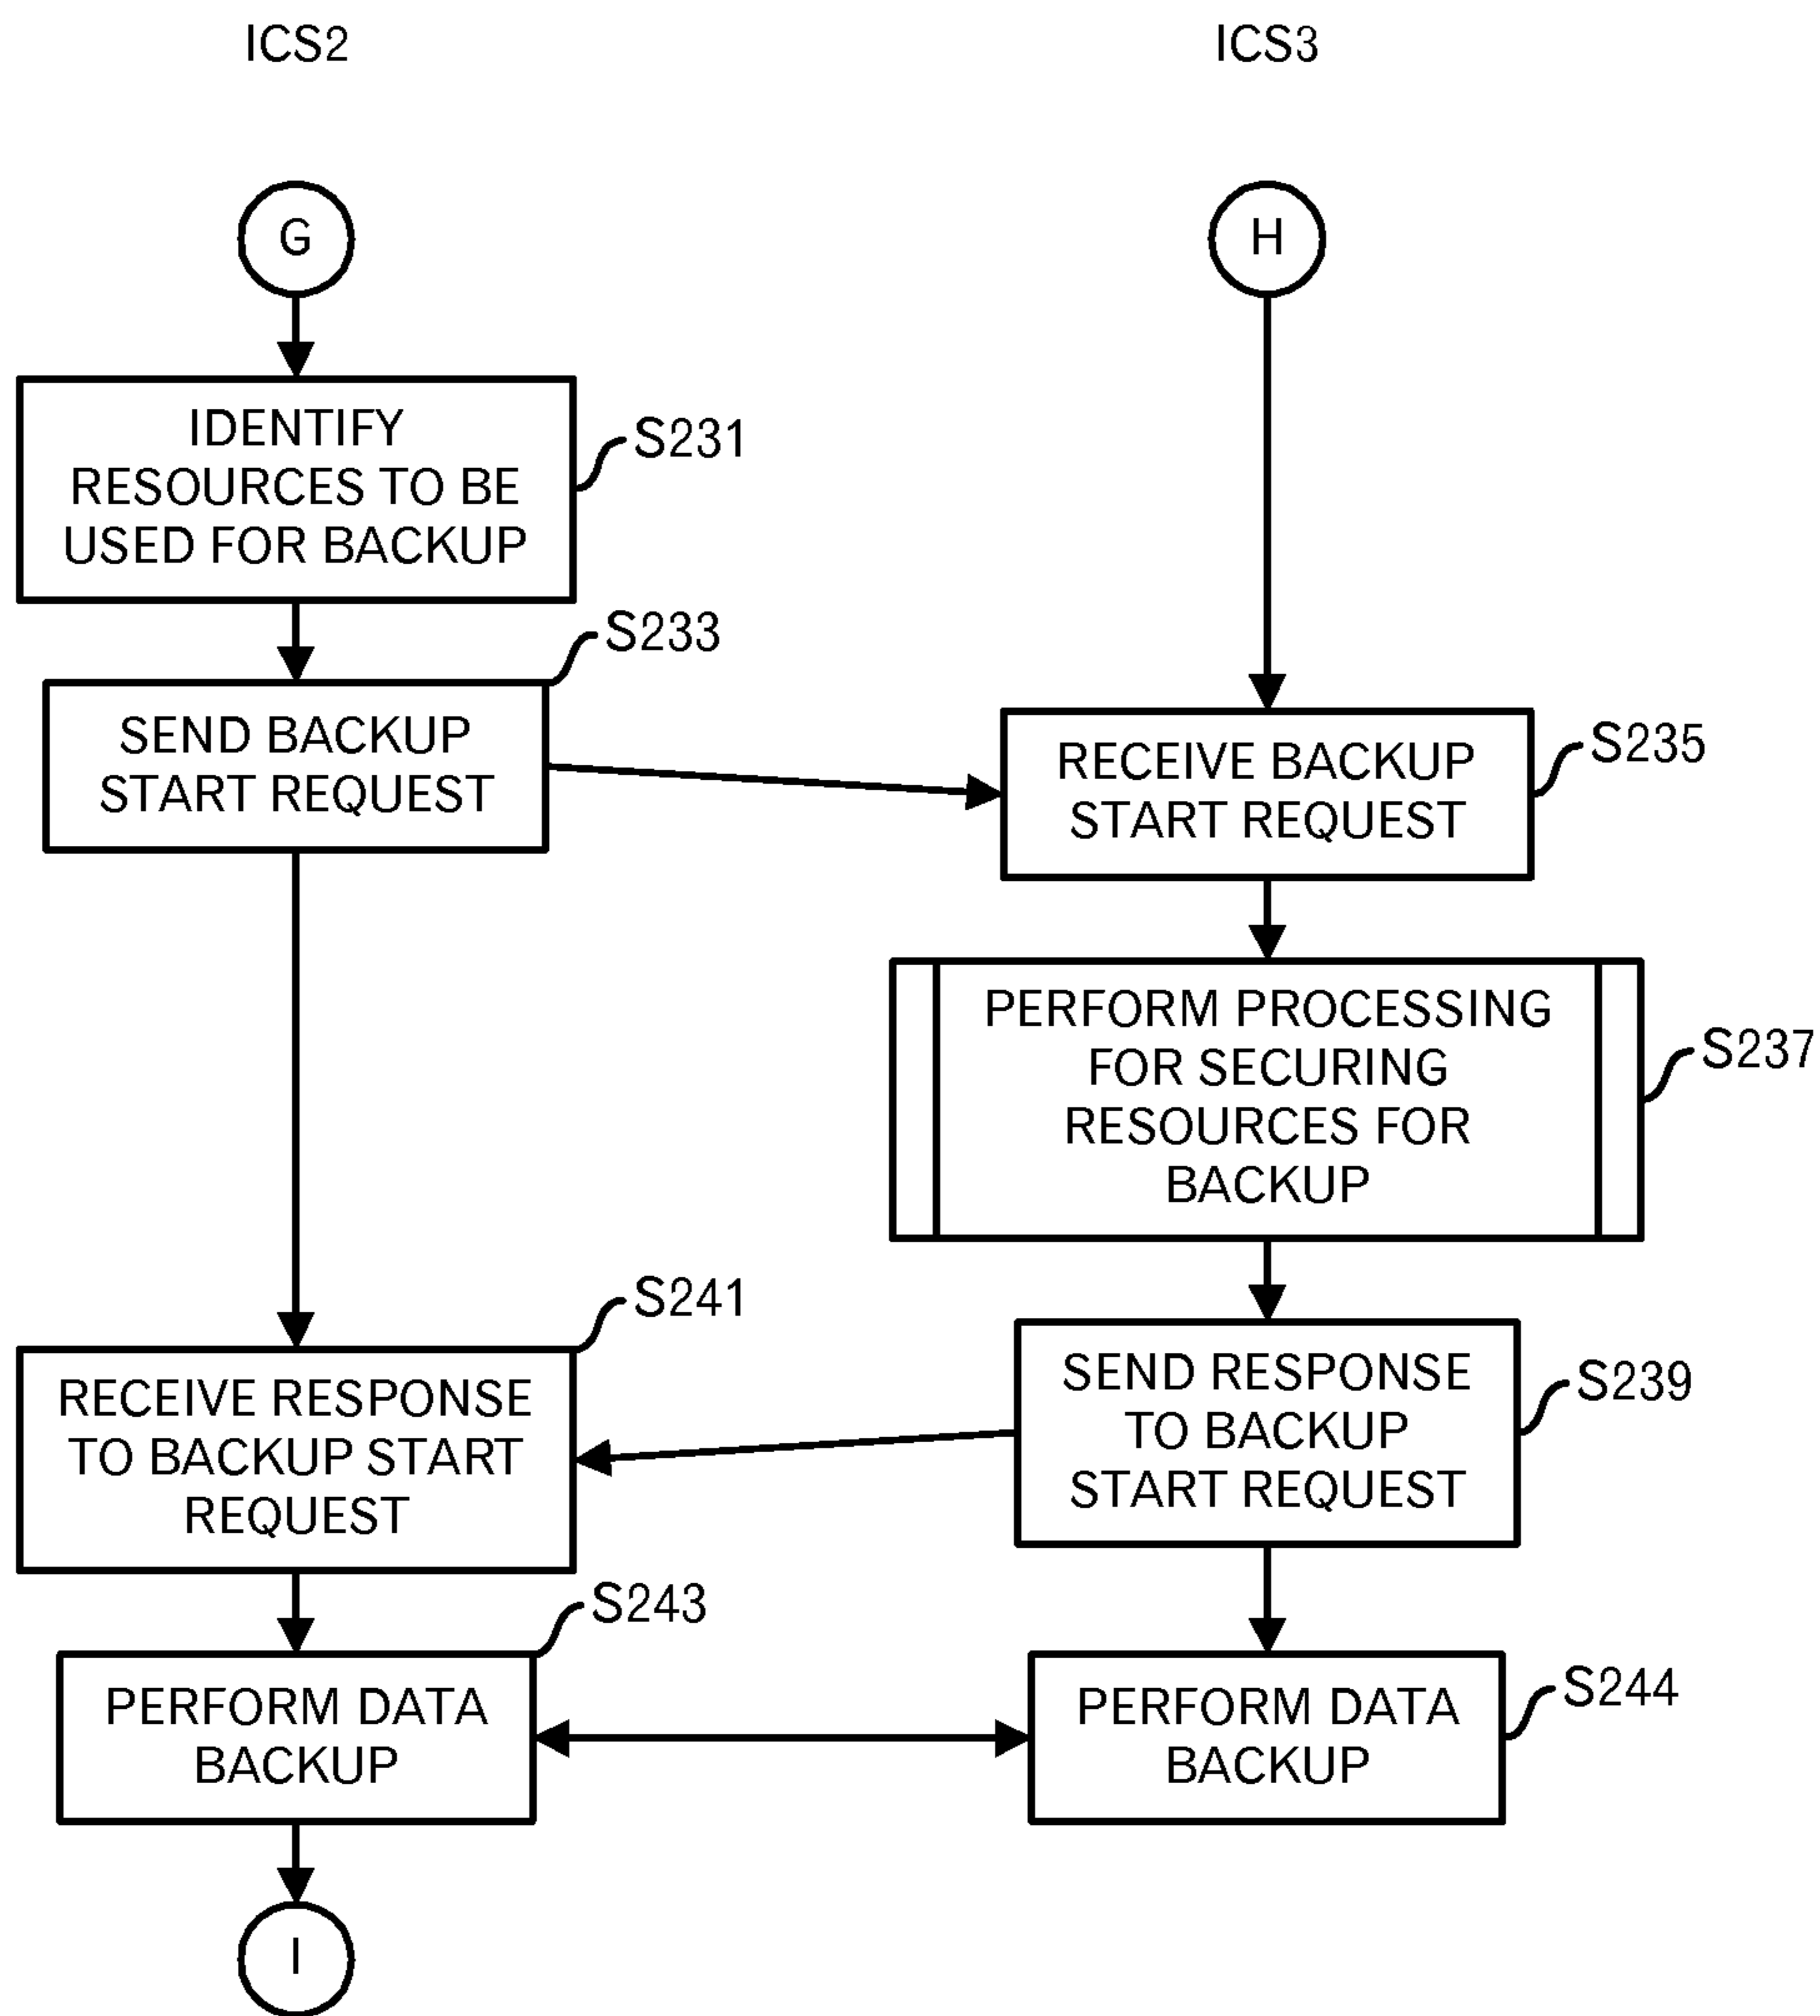 ICS2
ICS3
G
H
IDENTIFY
RESOURCES TO BE
USED FOR BACKUP
S231
S233
SEND BACKUP
START REQUEST
RECEIVE BACKUP
START REQUEST
S235
PERFORM PROCESSING
FOR SECURING
RESOURCES FOR
BACKUP
S237
S241
RECEIVE RESPONSE
TO BACKUP START
REQUEST
SEND RESPONSE
TO BACKUP
START REQUEST
S239
S243
PERFORM DATA
BACKUP
PERFORM DATA
BACKUP
S244
I